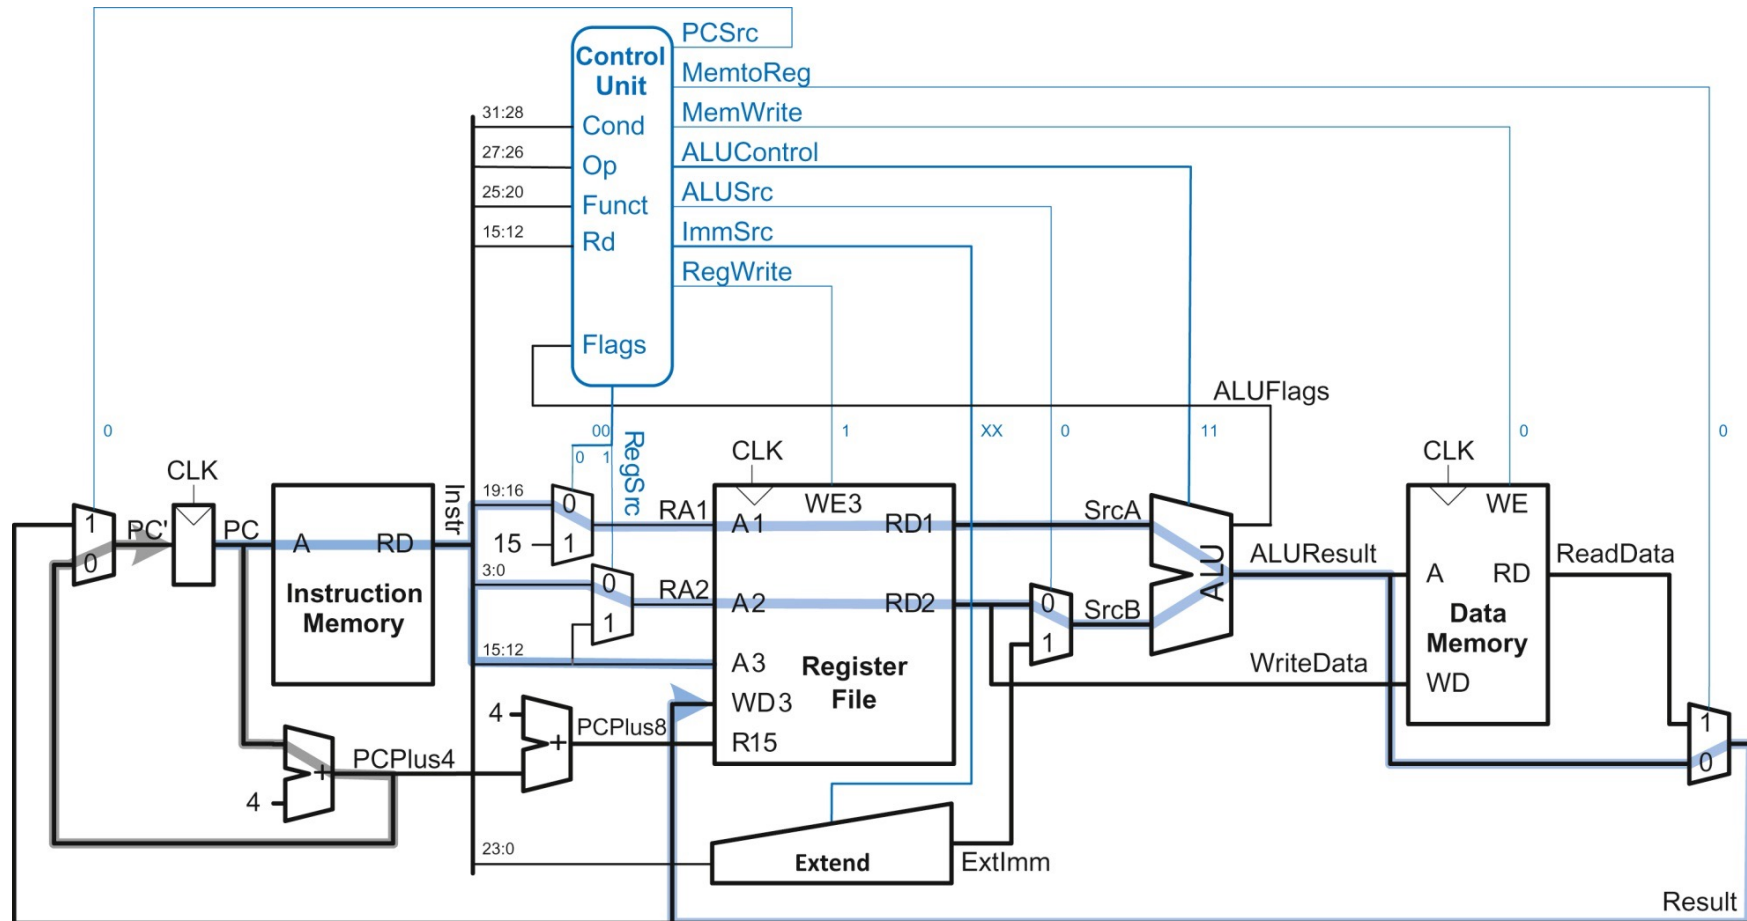 PCSrc
Control
Unit
MemtoReg
31:28
Cond
MemWrite
27:26
Op
ALUControl
25:20
Funct
ALUSrc
15:12
Rd
ImmSrc
RegWrite
Flags
ALUFlags
0
00
RegSrc
1
XX
0
11
0
0
0 1
CLK
CLK
CLK
Instr
19:16
0
1
15
RA1
A1
WE3
RD1
SrcA
WE
1
0
PC'
PC
A
RD
Instruction
Memory
3:0
0
1
RA2
A2
RD2
0
1
SrcB
ALU
ALUResult
A
RD
ReadData
Data
Memory
15:12
A3
Register
File
WriteData
WD
WD3
4
+
PCPlus8
R15
1
0
PCPlus4
+
4
23:0
Extend
ExtImm
Result